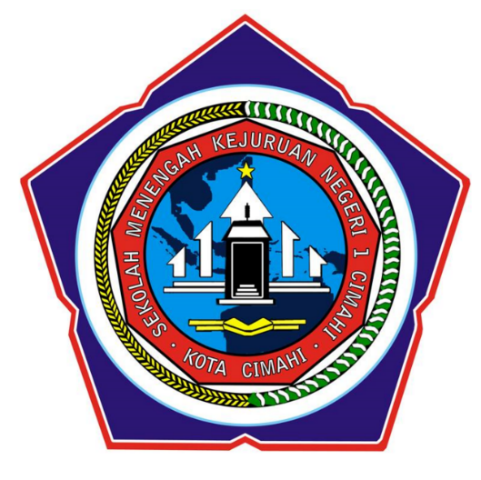 SEKOLAH MENENGAH KEJURUAN NEGERI 1 CIMAHI
· KOTA CIMAHI ·